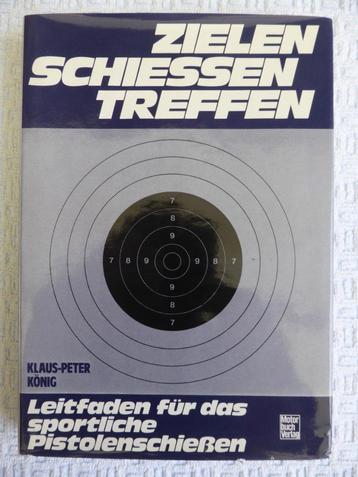 ZIELEN
SCHIESSEN
TREFFEN
7
8
9
7 8 9 9 8 7
9
8
7
KLAUS-PETER
KÖNIG
Leitfaden für das
sportliche
Pistolenschießen
Motor
buch
Verlag